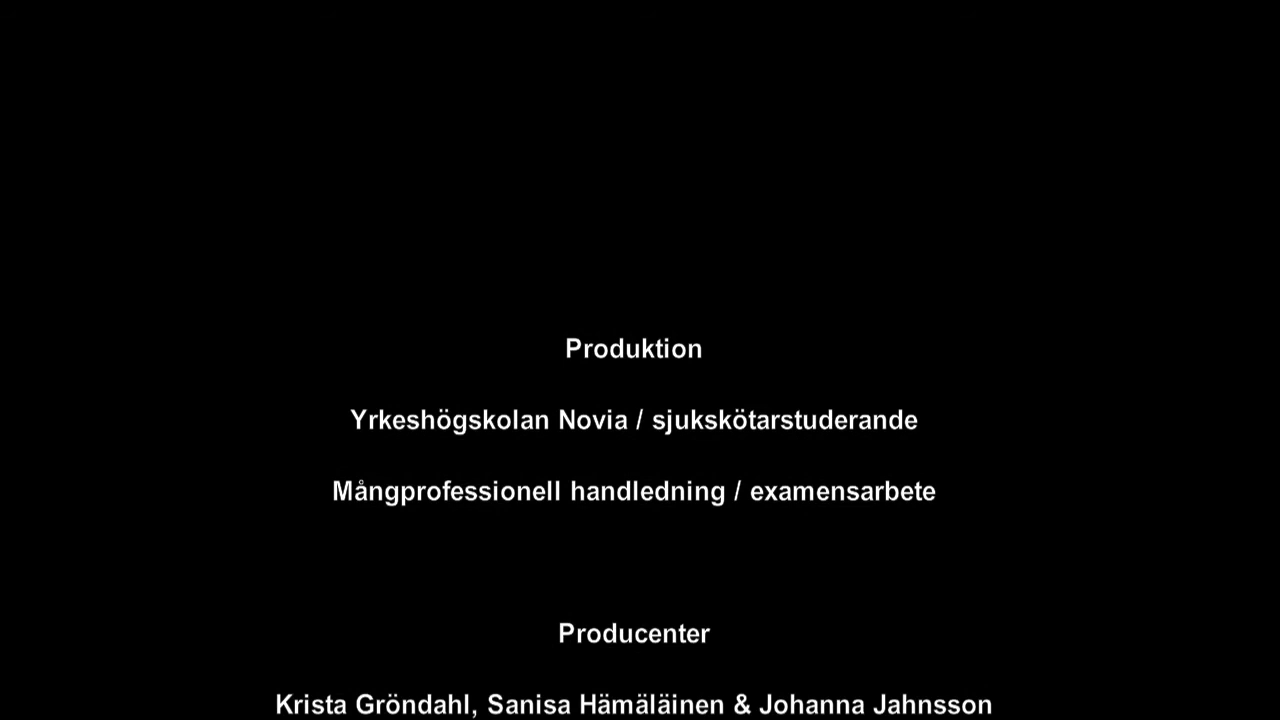 Produktion
Yrkeshögskolan Novia / sjukskötarstuderande
Mångprofessionell handledning / examensarbete
Producenter
Krista Gröndahl, Sanisa Hämäläinen & Johanna Jahnsson